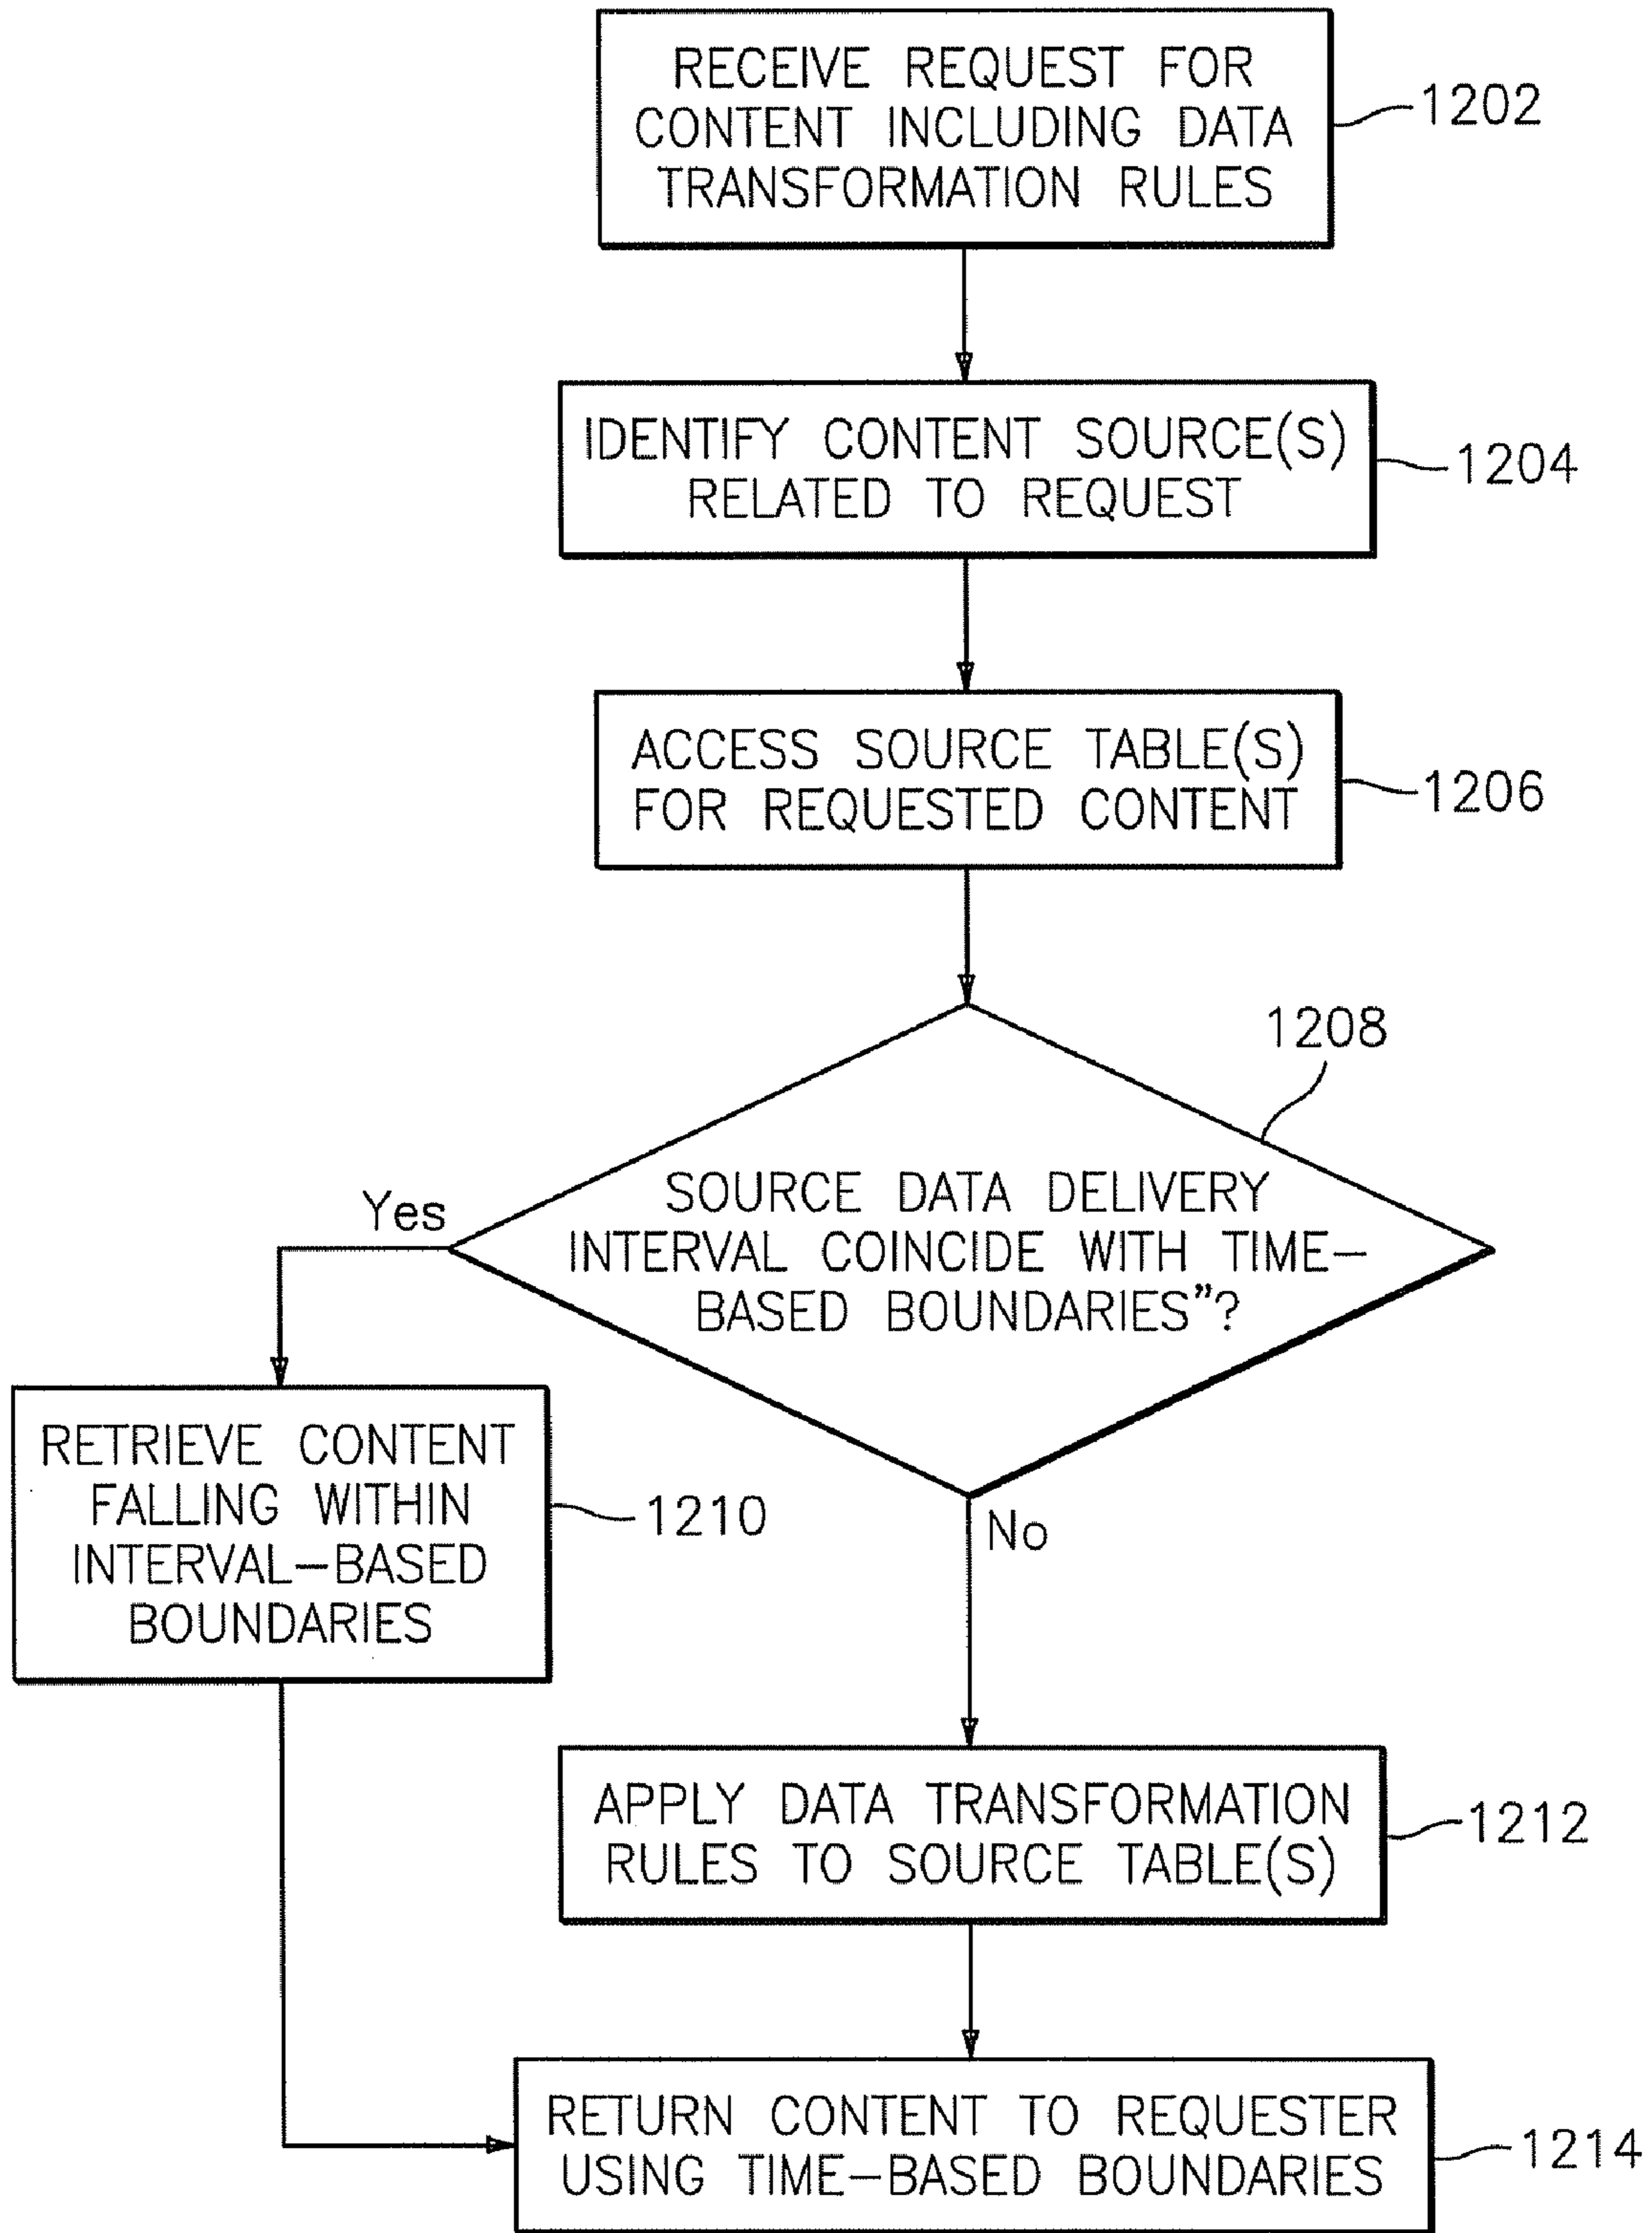 RECEIVE REQUEST FOR
CONTENT INCLUDING DATA
TRANSFORMATION RULES
1202
IDENTIFY CONTENT SOURCE(S)
RELATED TO REQUEST
1204
ACCESS SOURCE TABLE(S)
FOR REQUESTED CONTENT
1206
1208
SOURCE DATA DELIVERY
INTERVAL COINCIDE WITH TIME-
BASED BOUNDARIES”?
Yes
No
RETRIEVE CONTENT
FALLING WITHIN
INTERVAL-BASED
BOUNDARIES
1210
APPLY DATA TRANSFORMATION
RULES TO SOURCE TABLE(S)
1212
RETURN CONTENT TO REQUESTER
USING TIME-BASED BOUNDARIES
1214